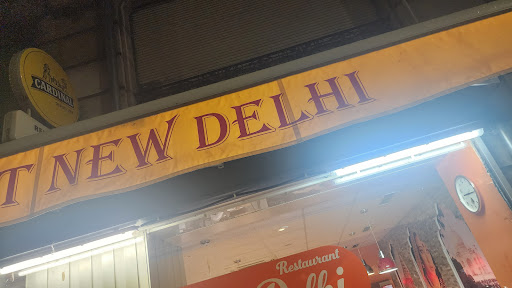 CARDINAL
T NEW DELHI
Restaurant
Delhi